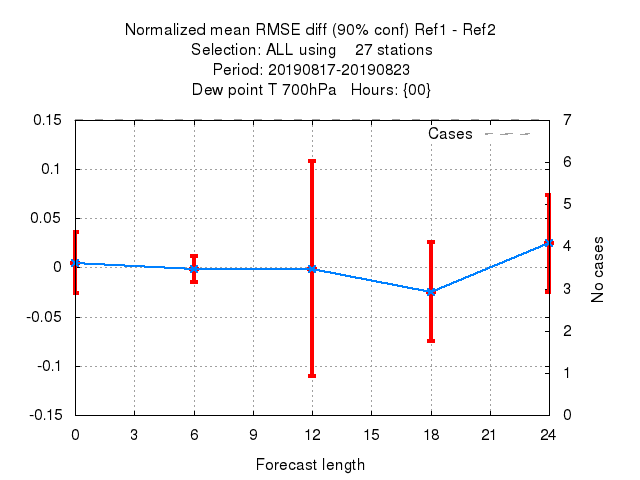 Normalized mean RMSE diff (90% conf) Ref1 - Ref2
Selection: ALL using    27 stations
Period: 20190817-20190823
Dew point T 700hPa   Hours: {00}
Cases
0.15
0.1
0.05
0
-0.05
-0.1
-0.15
7
6
5
4
3
2
1
0
No cases
0 3 6 9 12 15 18 21 24
Forecast length